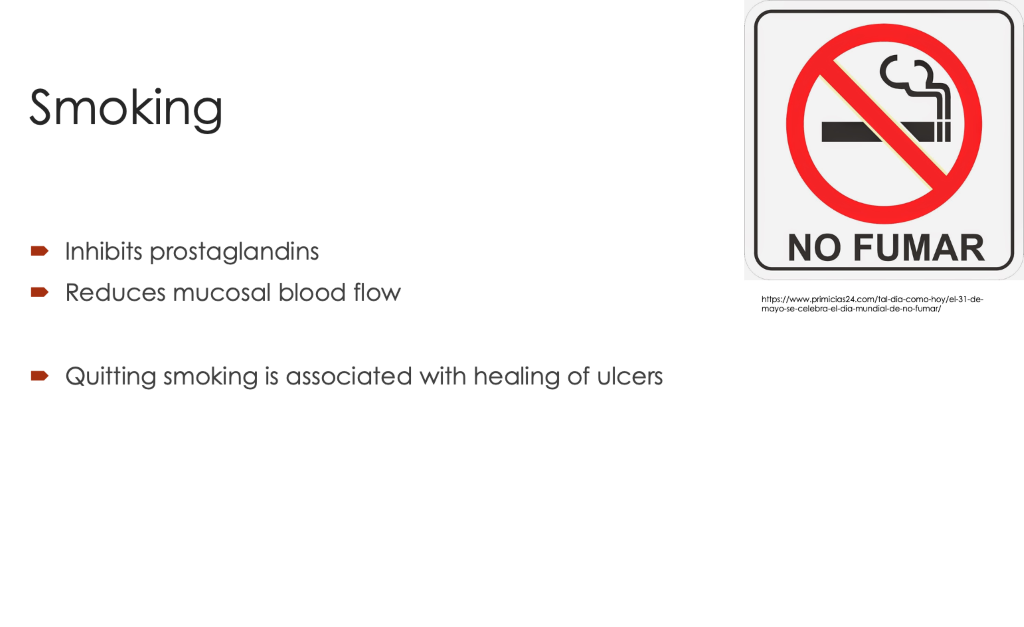 Smoking
Inhibits prostaglandins
Reduces mucosal blood flow
Quitting smoking is associated with healing of ulcers
NO FUMAR
https://www.primicias24.com/tal-dia-como-hoy/el-31-de-
mayo-se-celebra-el-dia-mundial-de-no-fumar/